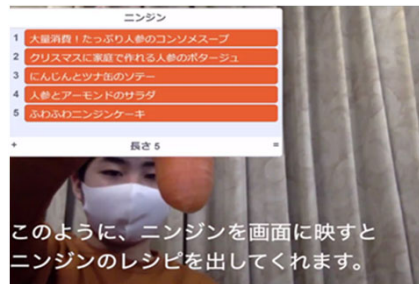 ニンジン
1 大量消費！たっぷり人参のコンソメスープ
2 クリスマスに家庭で作れる人参のポタージュ
3 にんじんとツナ缶のソテー
4 人参とアーモンドのサラダ
5 ふわふわニンジンケーキ
+ 長さ 5 =
このように、ニンジンを画面に映すと
ニンジンのレシピを出してくれます。